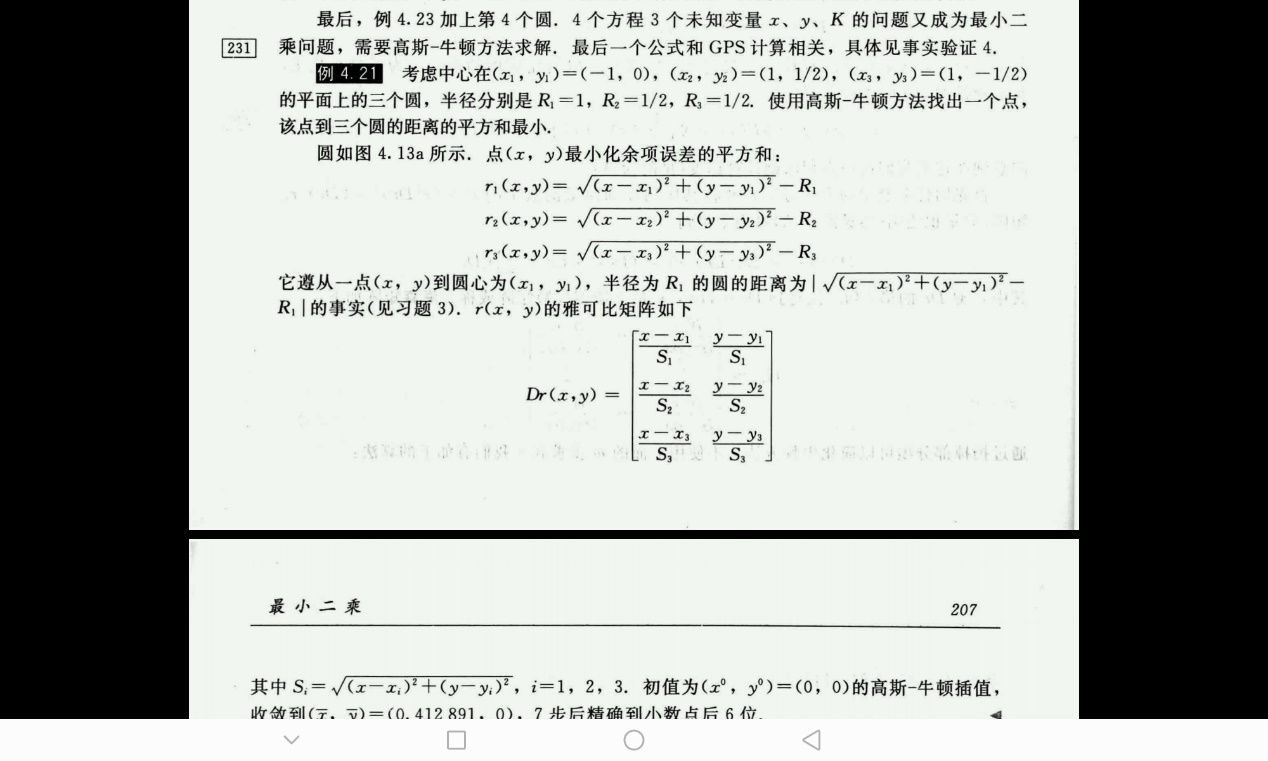 最后，例 4.23 加上第 4 个圆．4 个方程 3 个未知变量 x、y、K 的问题又成为最小二
231 乘问题，需要高斯-牛顿方法求解．最后一个公式和 GPS 计算相关，具体见事实验证 4．
例 4.21 考虑中心在(x₁，y₁)=(−1，0)，(x₂，y₂)=(1，1/2)，(x₃，y₃)=(1，−1/2)
的平面上的三个圆，半径分别是 R₁=1，R₂=1/2，R₃=1/2．使用高斯-牛顿方法找出一个点，
该点到三个圆的距离的平方和最小．
圆如图 4.13a 所示．点(x，y)最小化余项误差的平方和：
r₁(x,y)= √(x−x₁)²+(y−y₁)² −R₁
r₂(x,y)= √(x−x₂)²+(y−y₂)² −R₂
r₃(x,y)= √(x−x₃)²+(y−y₃)² −R₃
它遵从一点(x，y)到圆心为(x₁，y₁)，半径为 R₁ 的圆的距离为|√(x−x₁)²+(y−y₁)²−
R₁|的事实(见习题 3)．r(x，y)的雅可比矩阵如下
x−x₁ y−y₁
S₁ S₁
Dr(x,y) = x−x₂ y−y₂
S₂ S₂
x−x₃ y−y₃
S₃ S₃
最小二乘 207
其中 Sᵢ=√(x−xᵢ)²+(y−yᵢ)²，i=1，2，3．初值为(x⁰，y⁰)=(0，0)的高斯-牛顿插值，
收敛到(x̄，ȳ)=(0.412 891，0)，7 步后精确到小数点后 6 位．